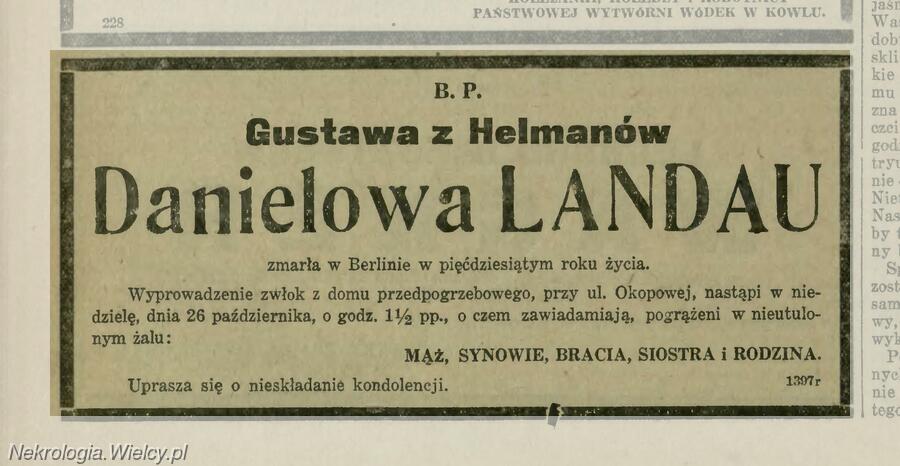 PAŃSTWOWEJ WYTWÓRNI WÓDEK W KOWLU.
228
B. P.
Gustawa z Helmanów
Danielowa LANDAU
zmarła w Berlinie w pięćdziesiątym roku życia.
Wyprowadzenie zwłok z domu przedpogrzebowego, przy ul. Okopowej, nastąpi w nie-
dzielę, dnia 26 października, o godz. 1½ pp., o czem zawiadamiają, pogrążeni w nieutulo-
nym żalu:
MĄŻ, SYNOWIE, BRACIA, SIOSTRA i RODZINA.
Uprasza się o nieskładanie kondolencji.
1397r
Nekrologia.Wielcy.pl